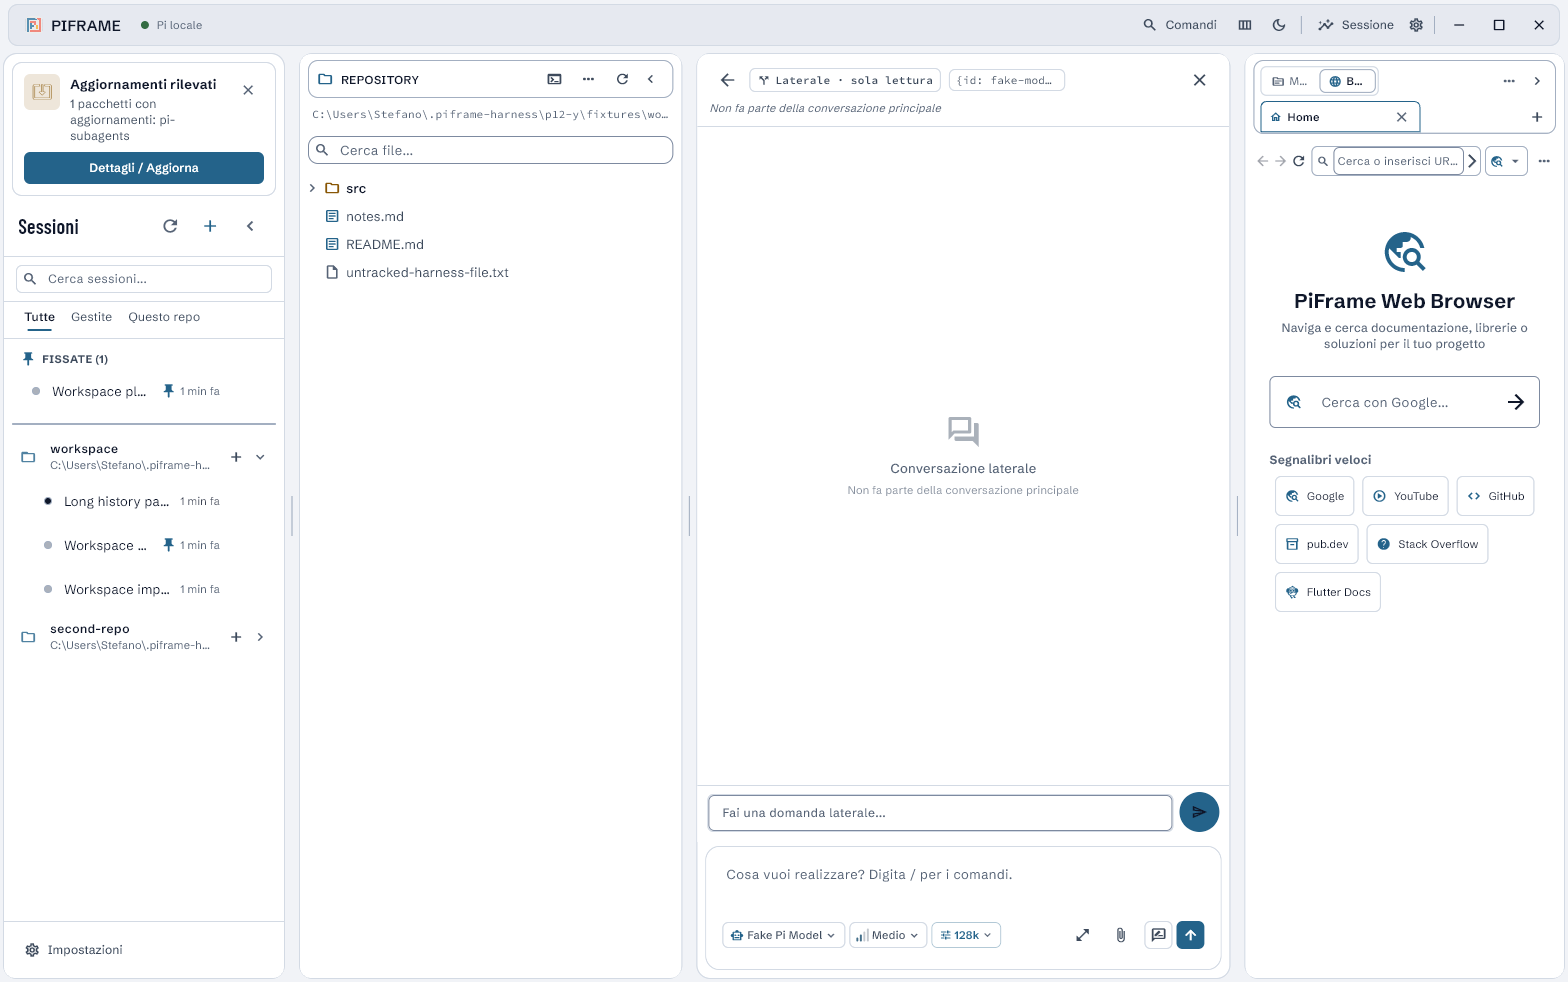 PIFRAME
Pi locale
Comandi
Sessione
Aggiornamenti rilevati
1 pacchetti con
aggiornamenti: pi-
subagents
Dettagli / Aggiorna
Sessioni
Cerca sessioni...
Tutte
Gestite
Questo repo
FISSATE (1)
Workspace pl...
1 min fa
workspace
C:\Users\Stefano\.piframe-h...
Long history pa...
1 min fa
Workspace ...
1 min fa
Workspace imp...
1 min fa
second-repo
C:\Users\Stefano\.piframe-h...
Impostazioni
REPOSITORY
C:\Users\Stefano\.piframe-harness\p12-y\fixtures\wo...
Cerca file...
src
notes.md
README.md
untracked-harness-file.txt
Laterale · sola lettura
{id: fake-mod...
Non fa parte della conversazione principale
Conversazione laterale
Non fa parte della conversazione principale
Fai una domanda laterale...
Cosa vuoi realizzare? Digita / per i comandi.
Fake Pi Model
Medio
128k
M...
B...
Home
Cerca o inserisci UR...
PiFrame Web Browser
Naviga e cerca documentazione, librerie o
soluzioni per il tuo progetto
Cerca con Google...
Segnalibri veloci
Google
YouTube
GitHub
pub.dev
Stack Overflow
Flutter Docs